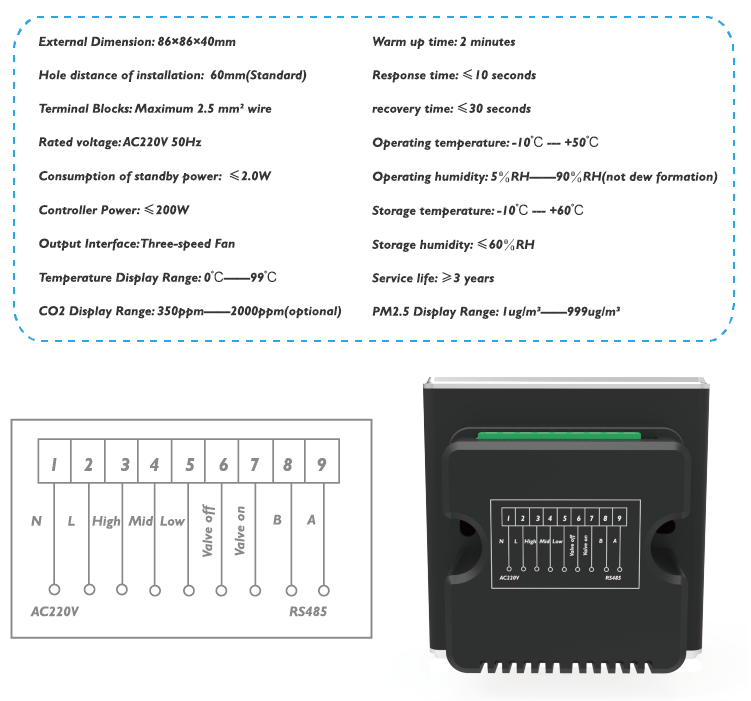 External Dimension: 86×86×40mm
Hole distance of installation: 60mm(Standard)
Terminal Blocks: Maximum 2.5 mm² wire
Rated voltage: AC220V 50Hz
Consumption of standby power: ≤2.0W
Controller Power: ≤200W
Output Interface: Three-speed Fan
Temperature Display Range: 0℃——99℃
CO2 Display Range: 350ppm——2000ppm(optional)
Warm up time: 2 minutes
Response time: ≤10 seconds
recovery time: ≤30 seconds
Operating temperature: -10℃ --- +50℃
Operating humidity: 5%RH——90%RH(not dew formation)
Storage temperature: -10℃ --- +60℃
Storage humidity: ≤60%RH
Service life: ≥3 years
PM2.5 Display Range: 1ug/m³——999ug/m³
1 2 3 4 5 6 7 8 9
N L High Mid Low Valve off Valve on B A
AC220V RS485
1 2 3 4 5 6 7 8 9
N L High Mid Low Valve off Valve on B A
AC220V RS485